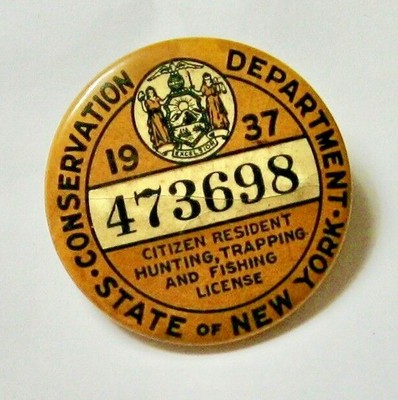 CONSERVATION DEPARTMENT
EXCELSIOR
19 37
473698
CITIZEN RESIDENT
HUNTING, TRAPPING
AND FISHING
LICENSE
STATE OF NEW YORK